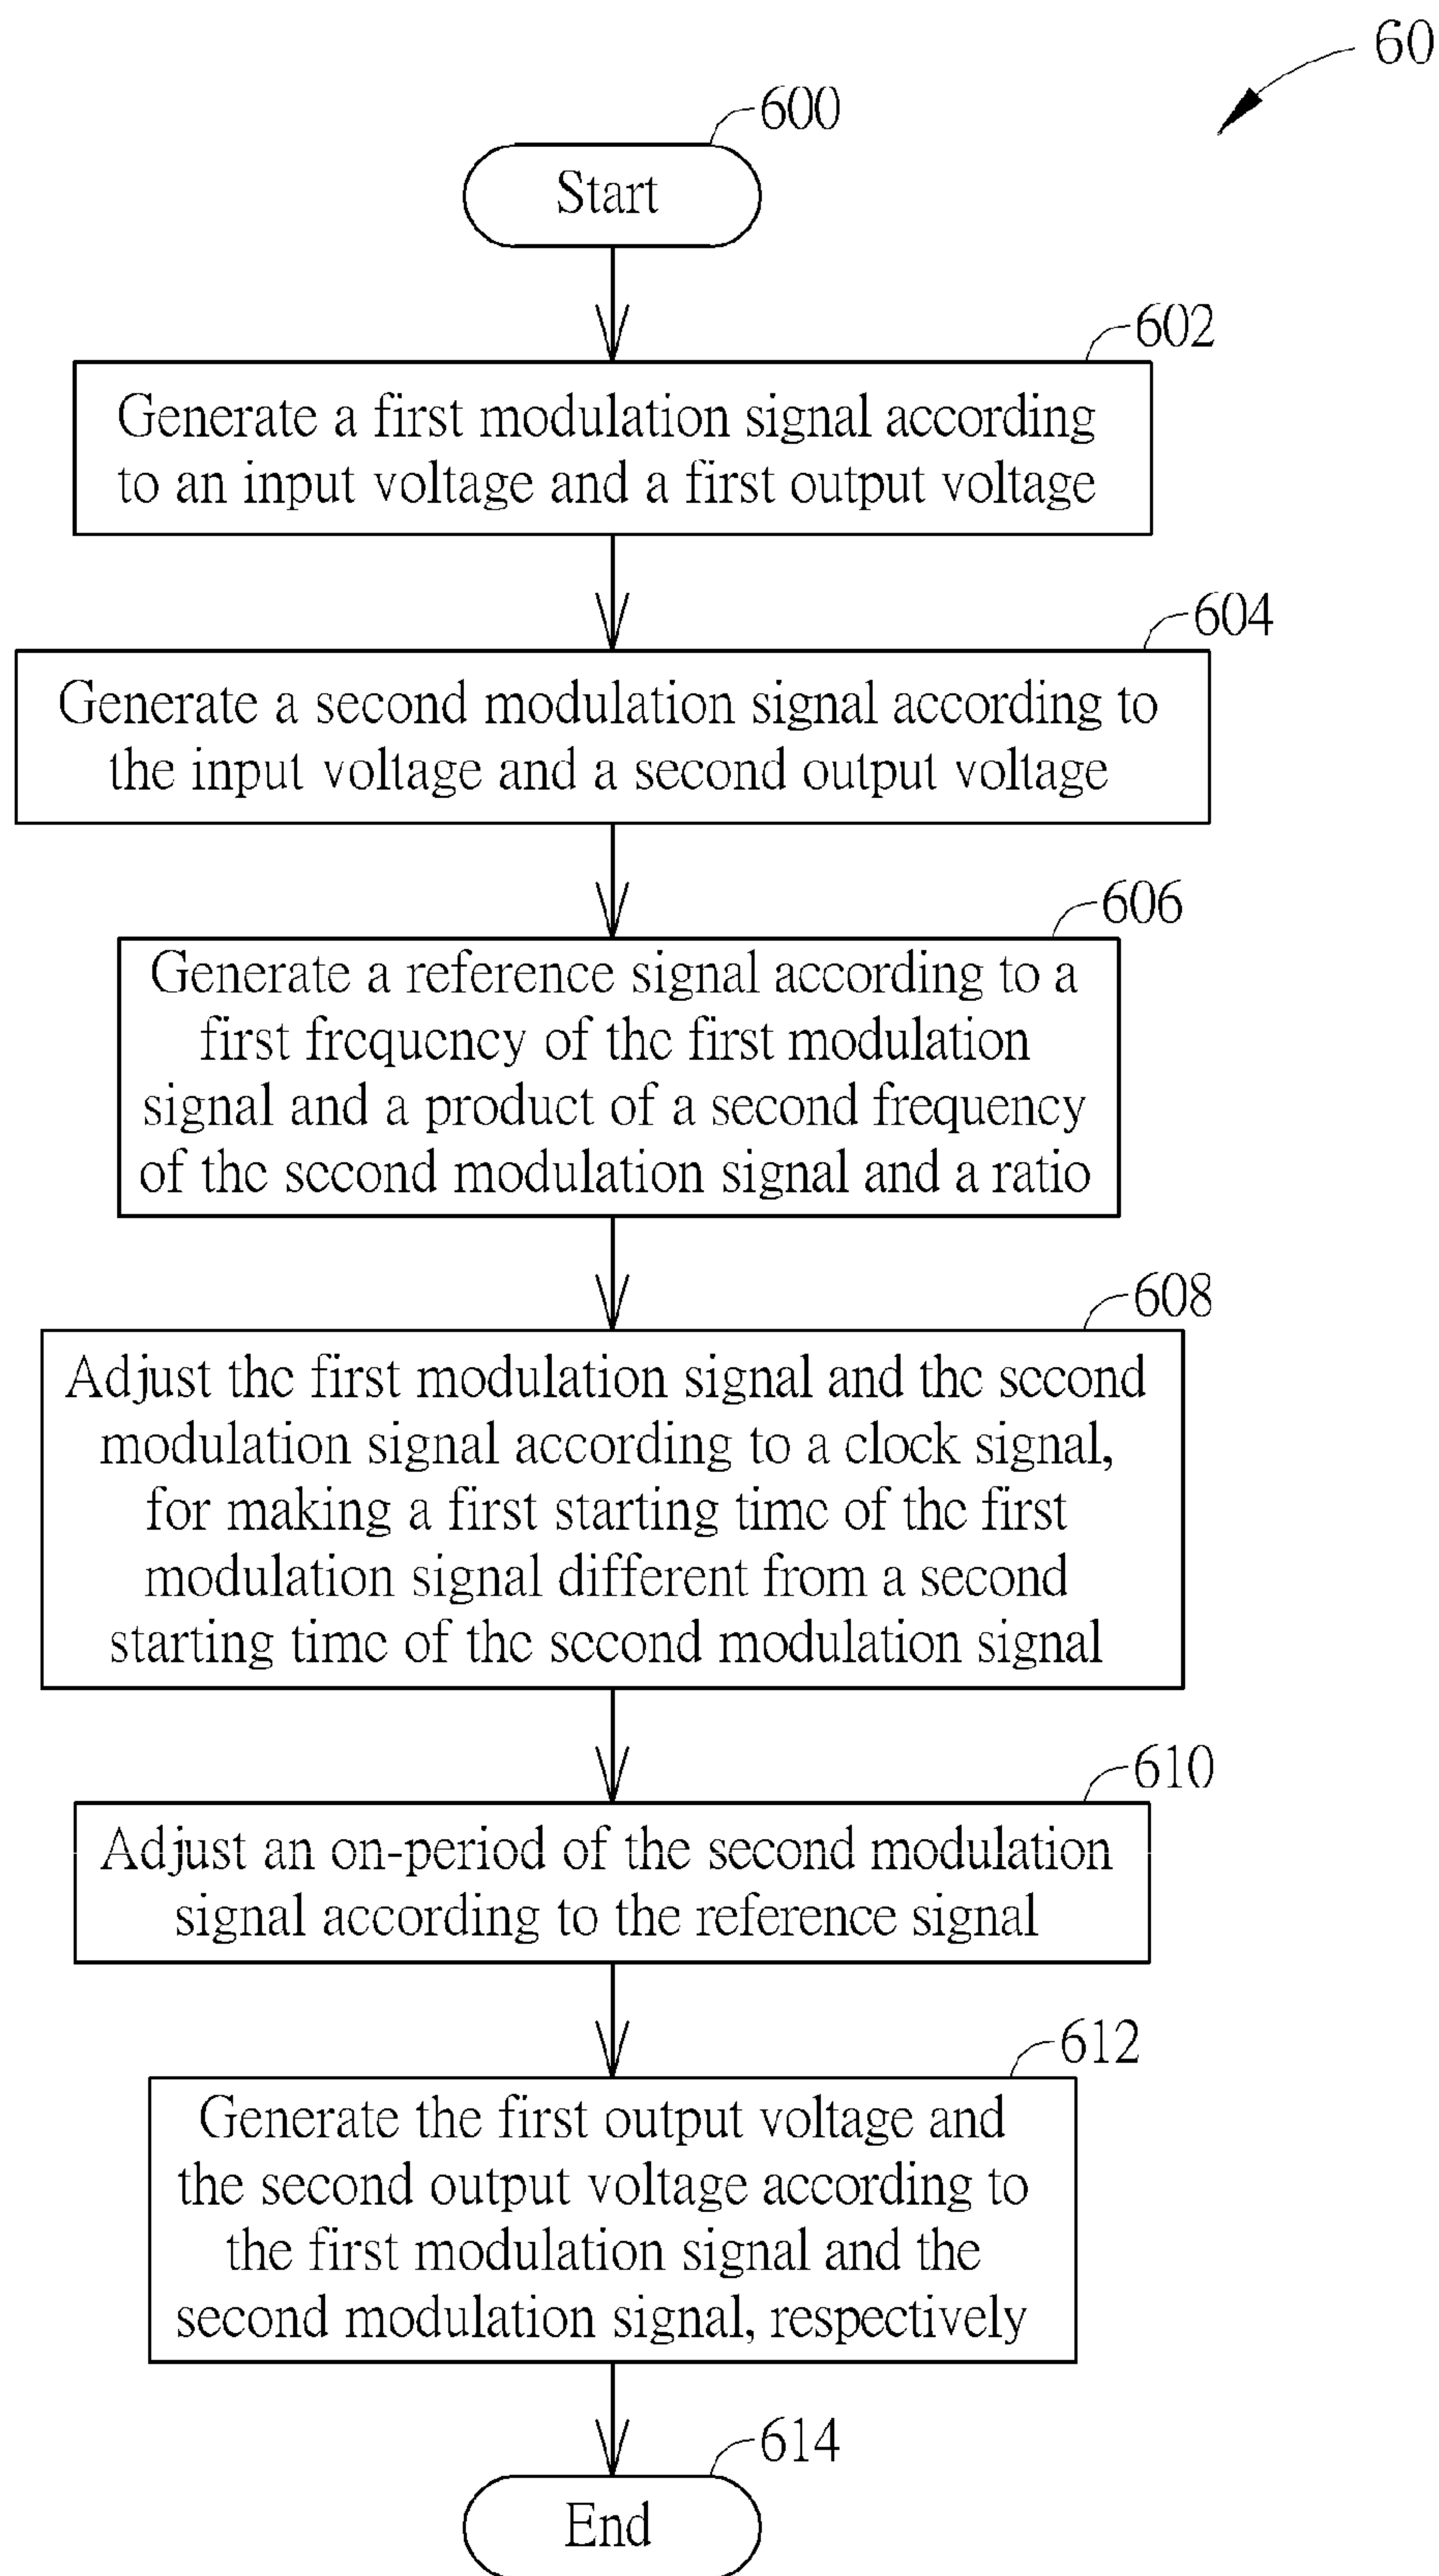 60
600
Start
602
Generate a first modulation signal according
to an input voltage and a first output voltage
604
Generate a second modulation signal according to
the input voltage and a second output voltage
606
Generate a reference signal according to a
first frequency of the first modulation
signal and a product of a second frequency
of the second modulation signal and a ratio
608
Adjust the first modulation signal and the second
modulation signal according to a clock signal,
for making a first starting time of the first
modulation signal different from a second
starting time of the second modulation signal
610
Adjust an on-period of the second modulation
signal according to the reference signal
612
Generate the first output voltage and
the second output voltage according to
the first modulation signal and the
second modulation signal, respectively
614
End